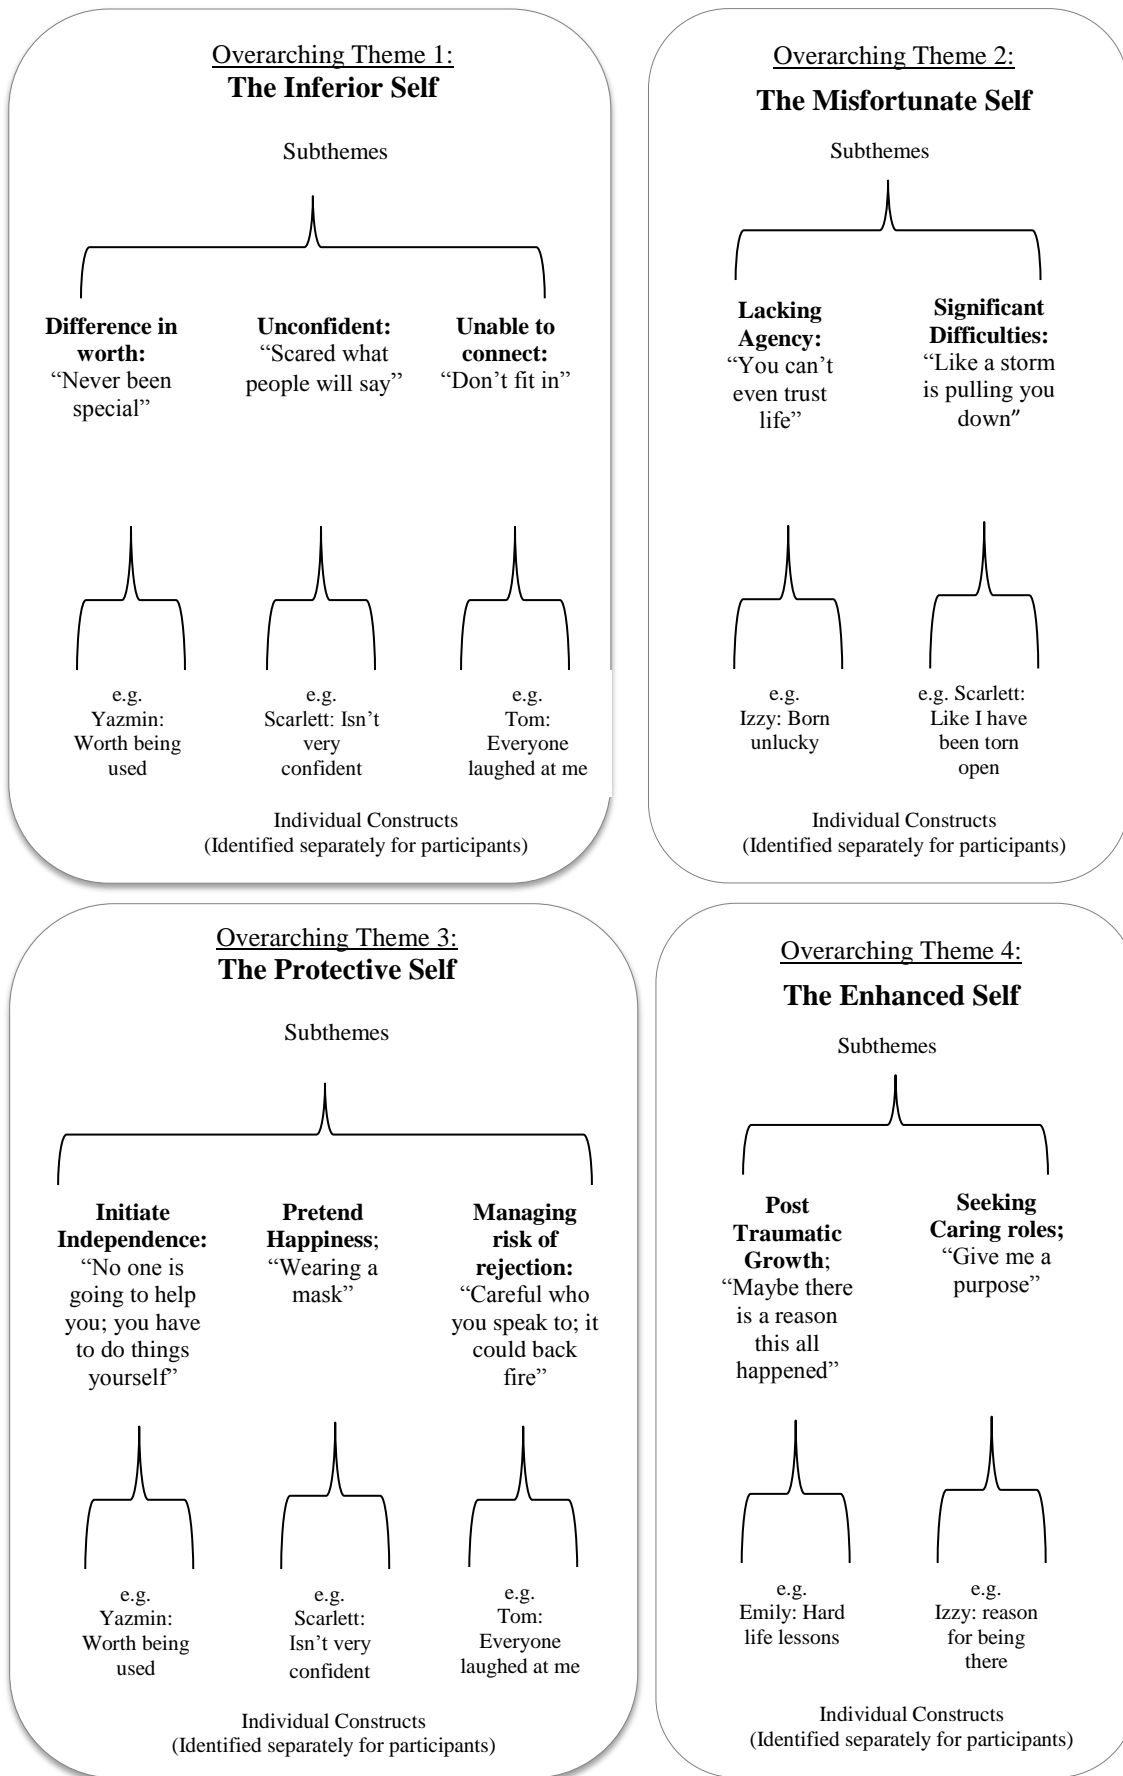 Overarching Theme 1:
The Inferior Self
Subthemes
Difference in
worth:
“Never been
special”
Unconfident:
“Scared what
people will say”
Unable to
connect:
“Don’t fit in”
e.g.
Yazmin:
Worth being
used
e.g.
Scarlett: Isn’t
very
confident
e.g.
Tom:
Everyone
laughed at me
Individual Constructs
(Identified separately for participants)
Overarching Theme 2:
The Misfortunate Self
Subthemes
Lacking
Agency:
“You can’t
even trust
life”
Significant
Difficulties:
“Like a storm
is pulling you
down”
e.g.
Izzy: Born
unlucky
e.g. Scarlett:
Like I have
been torn
open
Individual Constructs
(Identified separately for participants)
Overarching Theme 3:
The Protective Self
Subthemes
Initiate
Independence:
“No one is
going to help
you; you have
to do things
yourself”
Pretend
Happiness;
“Wearing a
mask”
Managing
risk of
rejection:
“Careful who
you speak to; it
could back
fire”
e.g.
Yazmin:
Worth being
used
e.g.
Scarlett:
Isn’t very
confident
e.g.
Tom:
Everyone
laughed at me
Individual Constructs
(Identified separately for participants)
Overarching Theme 4:
The Enhanced Self
Subthemes
Post
Traumatic
Growth;
“Maybe there
is a reason
this all
happened”
Seeking
Caring roles;
“Give me a
purpose”
e.g.
Emily: Hard
life lessons
e.g.
Izzy: reason
for being
there
Individual Constructs
(Identified separately for participants)